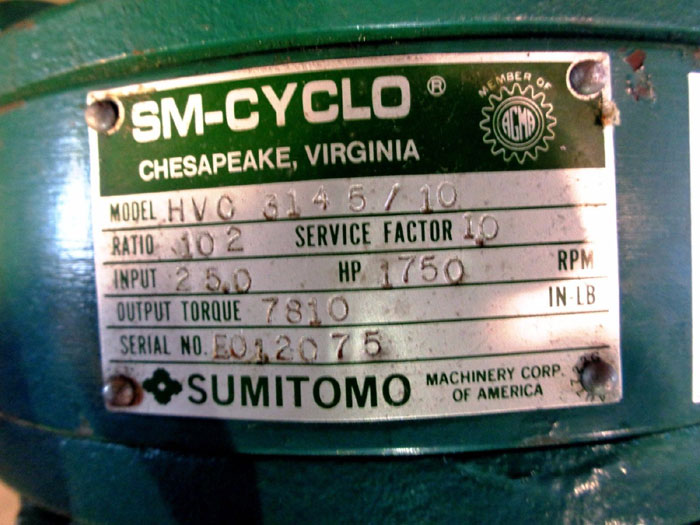 SM-CYCLO ®
MEMBER OF
AGMA
CHESAPEAKE, VIRGINIA
MODEL HVC 3145/10
RATIO 102 SERVICE FACTOR 1.0
INPUT 2.50 HP 1750 RPM
OUTPUT TORQUE 7810 IN-LB
SERIAL NO. E012075
SUMITOMO MACHINERY CORP.
OF AMERICA